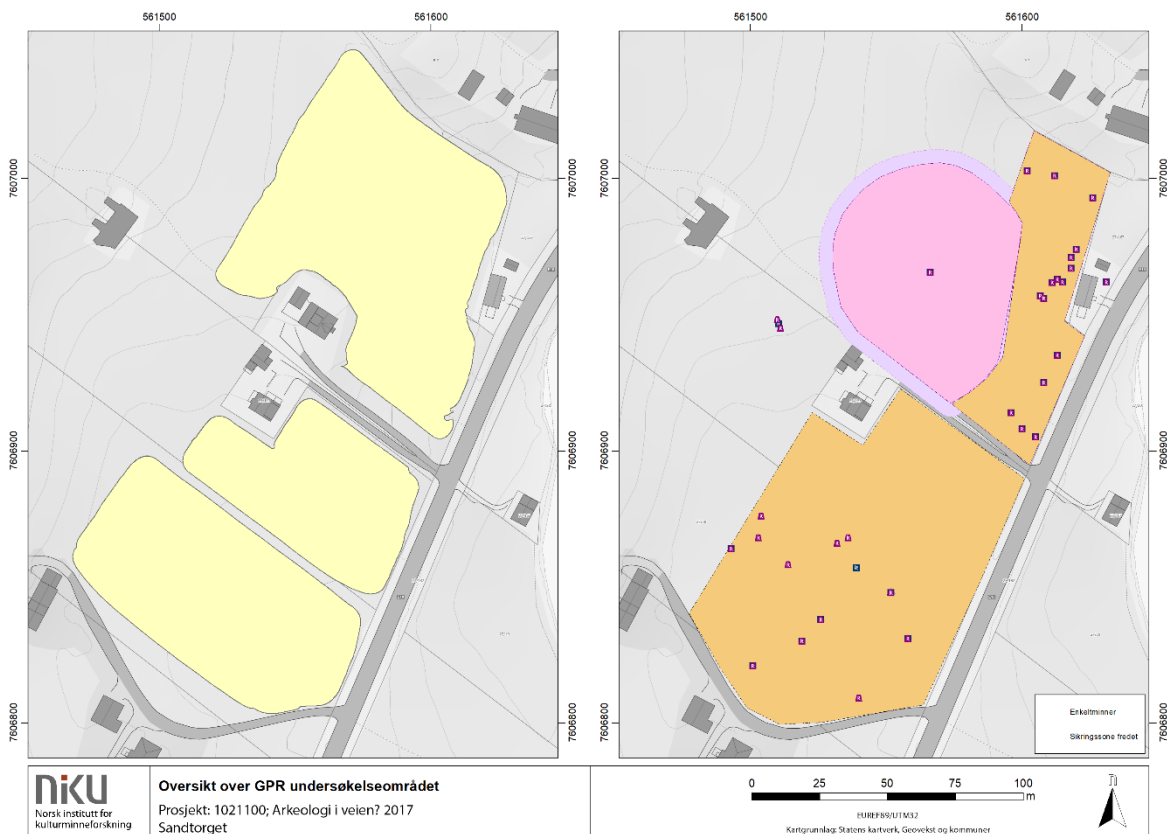 561500
561600
561500
561600
7607000
7607000
7606900
7606900
7606800
7606800
Enkeltminner
Sikringssone fredet
niku
Norsk institutt for
kulturminneforskning
Oversikt over GPR undersøkelseområdet
Prosjekt: 1021100; Arkeologi i veien? 2017
Sandtorget
0 25 50 75 100
m
EUREF89/UTM32
Kartgrunnlag: Statens kartverk, Geovekst og kommuner